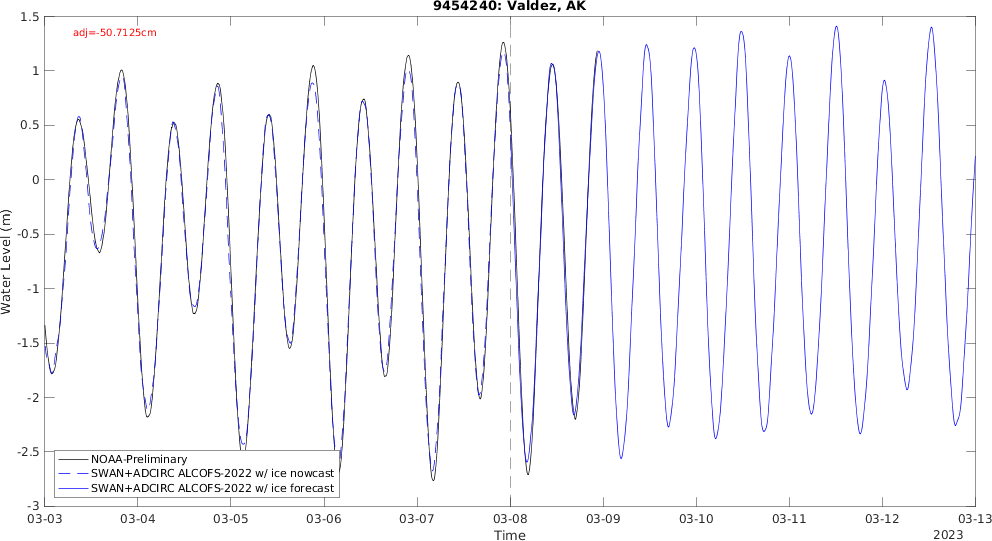 9454240: Valdez, AK
adj=-50.7125cm
1.5
1
0.5
0
-0.5
-1
-1.5
-2
-2.5
-3
Water Level (m)
NOAA-Preliminary
SWAN+ADCIRC ALCOFS-2022 w/ ice nowcast
SWAN+ADCIRC ALCOFS-2022 w/ ice forecast
03-03 03-04 03-05 03-06 03-07 03-08 03-09 03-10 03-11 03-12 03-13
Time
2023